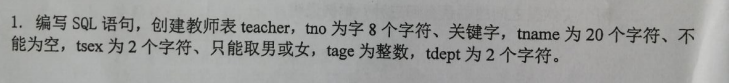 1. 编写 SQL 语句，创建教师表 teacher，tno 为字 8 个字符、关键字，tname 为 20 个字符、不
能为空，tsex 为 2 个字符、只能取男或女，tage 为整数，tdept 为 2 个字符。